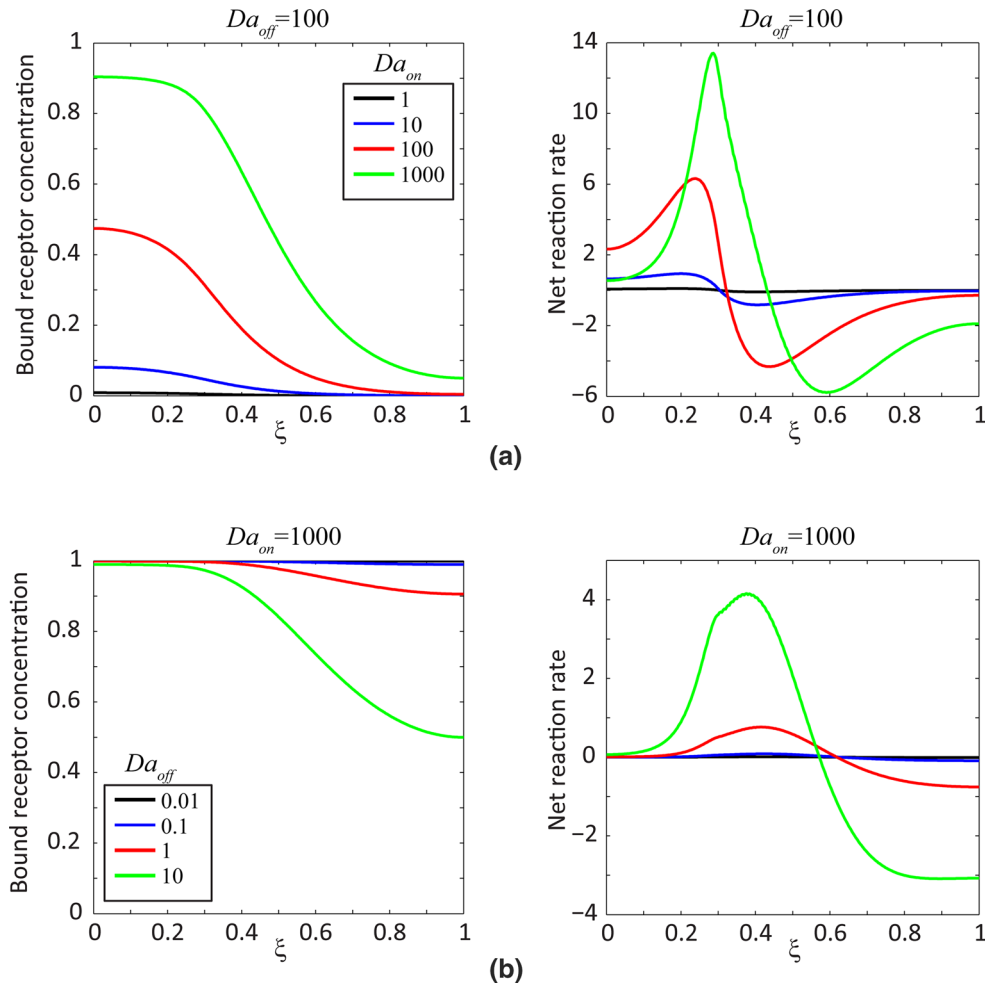 Da_off=100
Bound receptor concentration
1
0.8
0.6
0.4
0.2
0
0 0.2 0.4 0.6 0.8 1
ξ
Da_on
1
10
100
1000
Da_off=100
Net reaction rate
14
10
6
2
−2
−6
0 0.2 0.4 0.6 0.8 1
ξ
(a)
Da_on=1000
Bound receptor concentration
1
0.8
0.6
0.4
0.2
0
0 0.2 0.4 0.6 0.8 1
ξ
Da_off
0.01
0.1
1
10
Da_on=1000
Net reaction rate
4
2
0
−2
−4
0 0.2 0.4 0.6 0.8 1
ξ
(b)